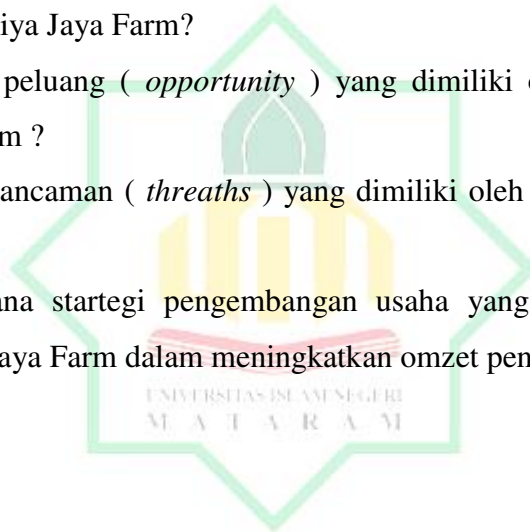 iya Jaya Farm?
peluang ( opportunity ) yang dimiliki
m ?
ancaman ( threaths ) yang dimiliki oleh
ana startegi pengembangan usaha yang
aya Farm dalam meningkatkan omzet pen
UNIVERSITAS ISLAM NEGERI
M A T A R A M